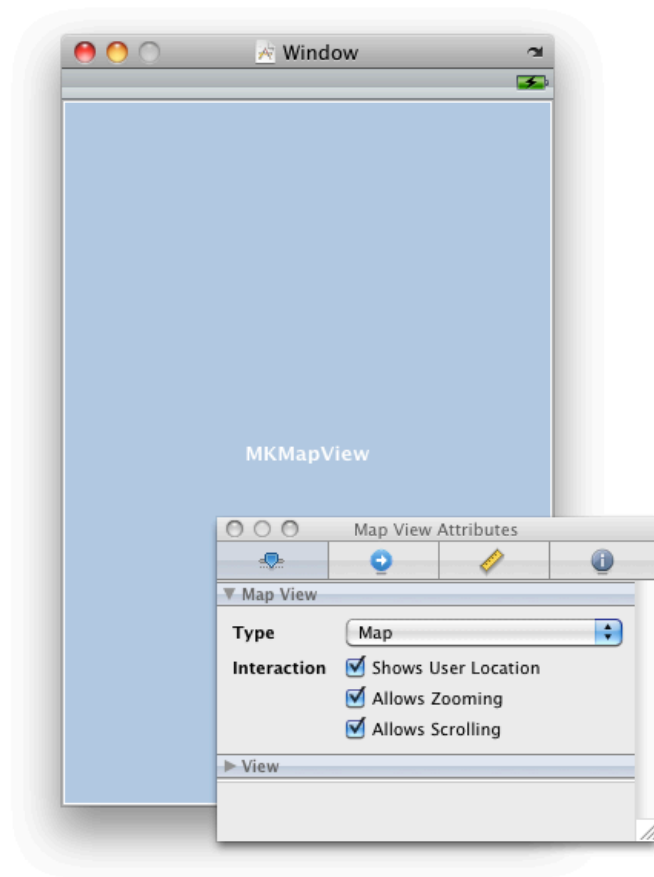 Window
MKMapView
Map View Attributes
Map View
Type Map
Interaction Shows User Location
Allows Zooming
Allows Scrolling
View